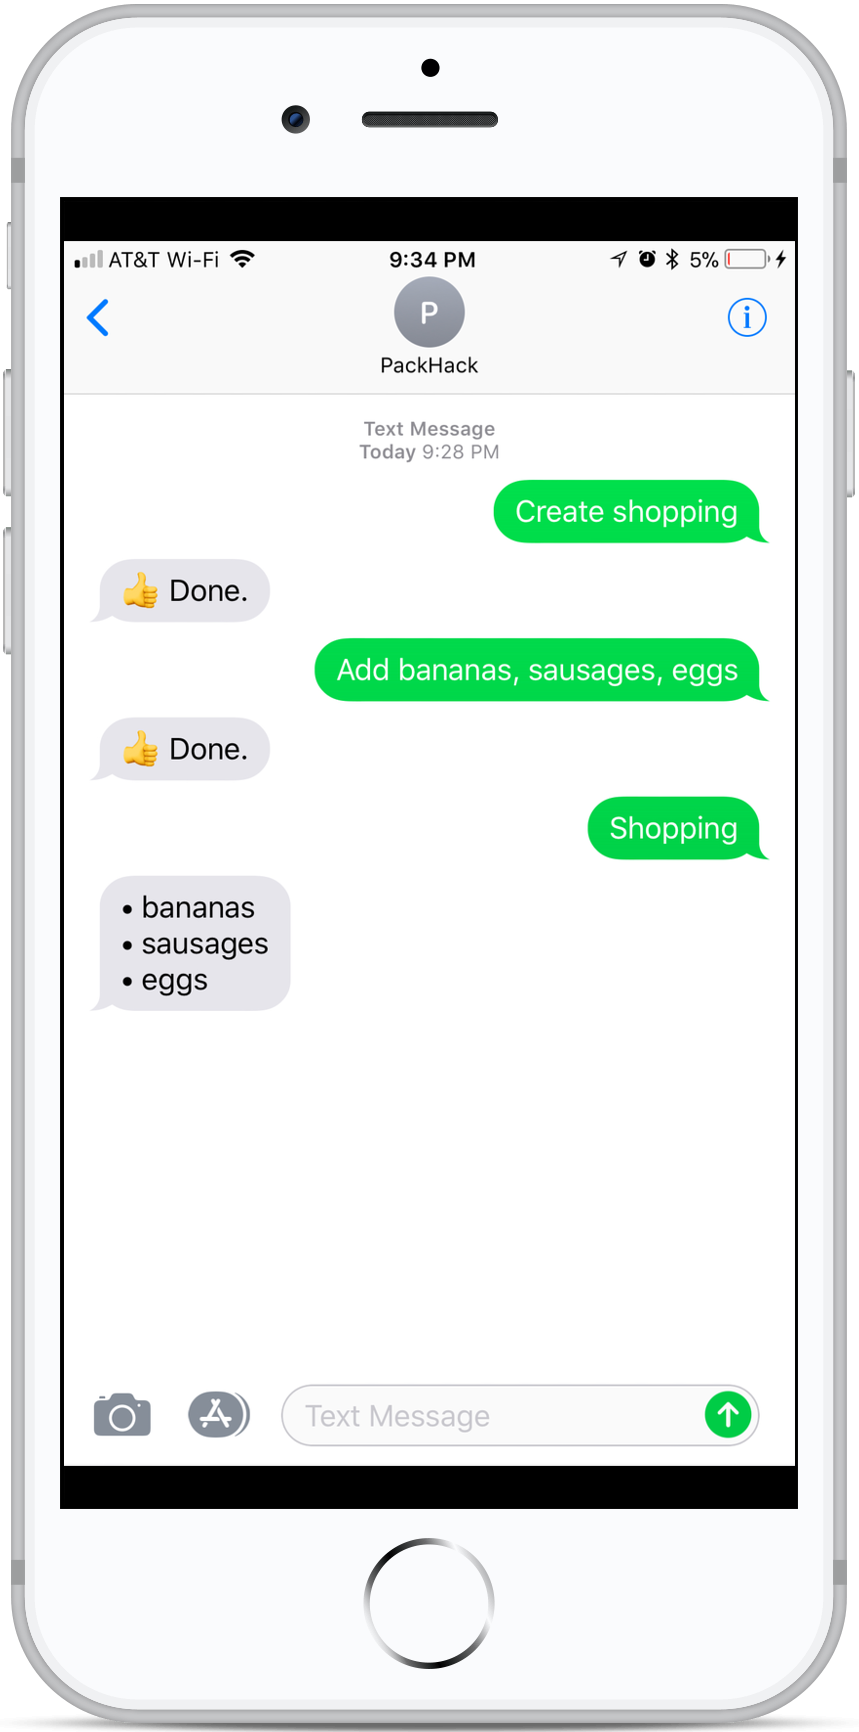 AT&T Wi-Fi 9:34 PM 5%
P
PackHack
Text Message
Today 9:28 PM
Create shopping
👍 Done.
Add bananas, sausages, eggs
👍 Done.
Shopping
• bananas
• sausages
• eggs
Text Message